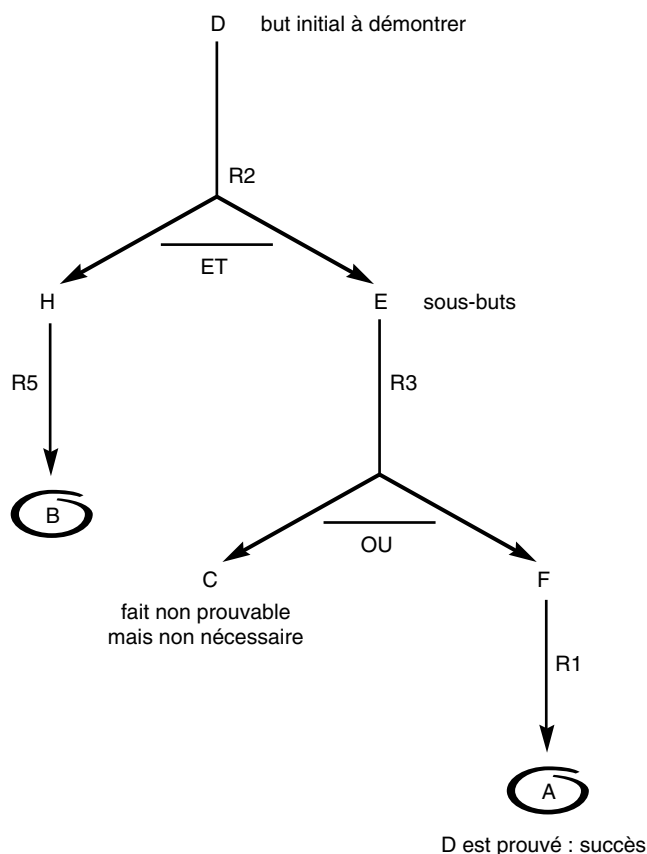 D but initial à démontrer
R2
ET
H E sous-buts
R5 R3
B
OU
C F
fait non prouvable
mais non nécessaire
R1
A
D est prouvé : succès